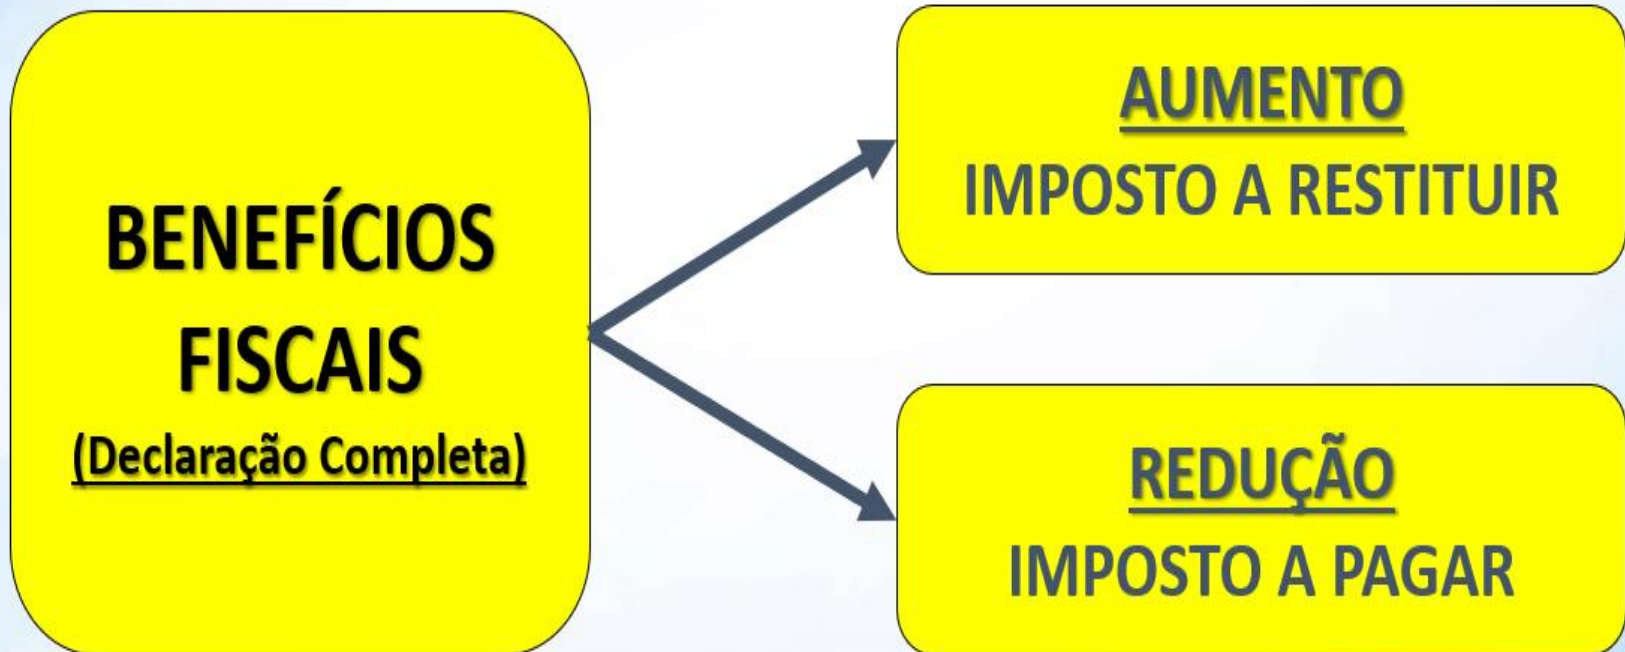 BENEFÍCIOS
FISCAIS
(Declaração Completa)
AUMENTO
IMPOSTO A RESTITUIR
REDUÇÃO
IMPOSTO A PAGAR